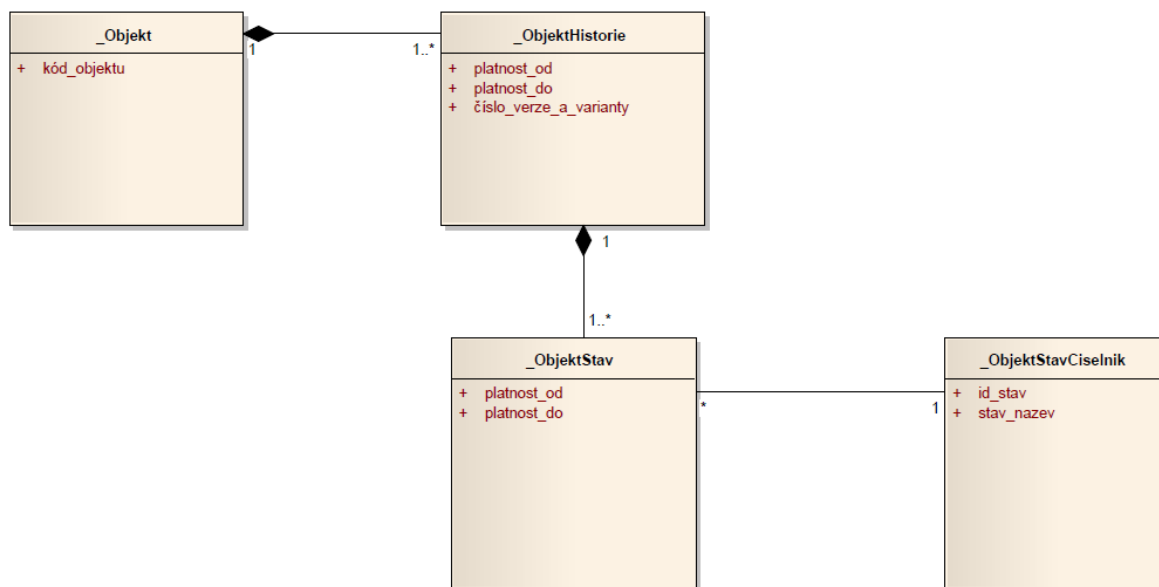 _Objekt
+ kód_objektu
1
1..*
_ObjektHistorie
+ platnost_od
+ platnost_do
+ číslo_verze_a_varianty
1
1..*
_ObjektStav
+ platnost_od
+ platnost_do
*
1
_ObjektStavCiselnik
+ id_stav
+ stav_nazev